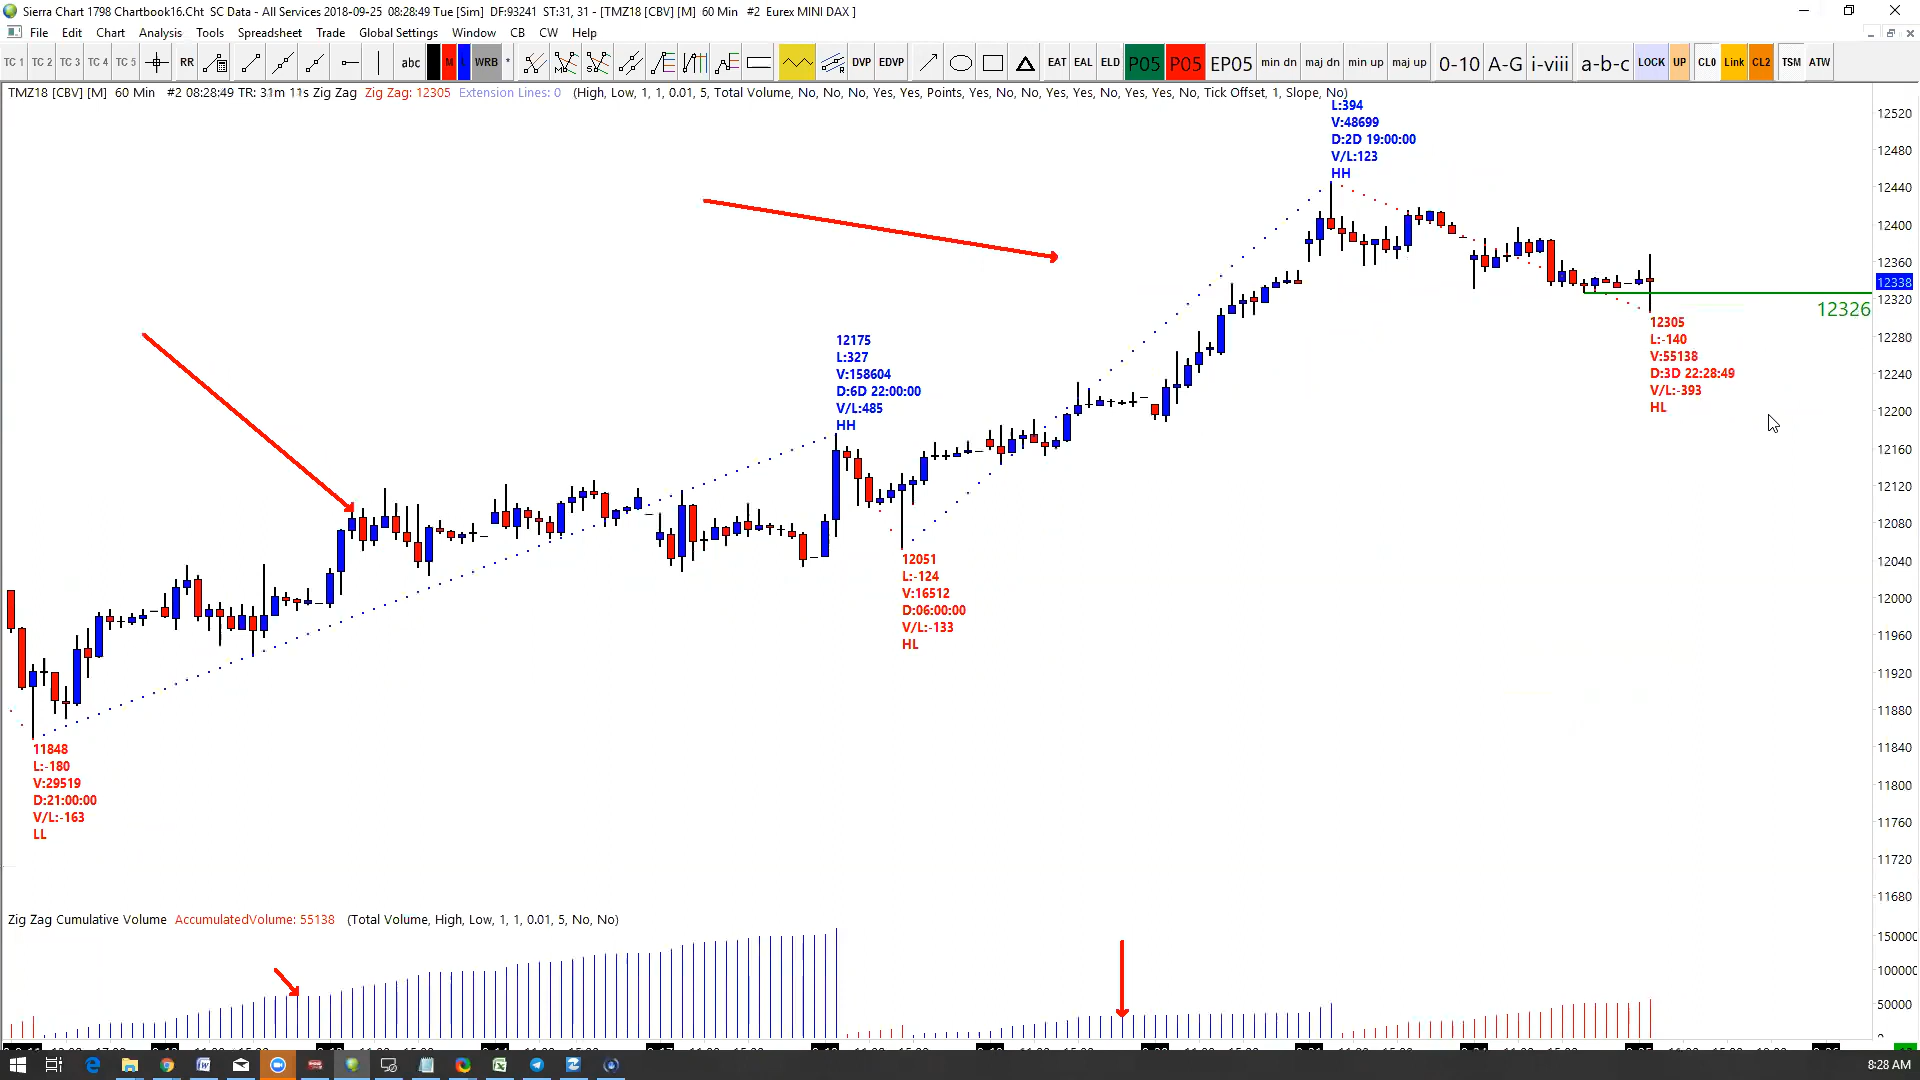 Sierra Chart 1798 Chartbook16.Cht SC Data - All Services 2018-09-25 08:28:49 Tue [Sim] DF:93241 ST:31, 31 - [TMZ18 [CBV] [M] 60 Min #2 Eurex MINI DAX ]
File Edit Chart Analysis Tools Spreadsheet Trade Global Settings Window CB CW Help
TC 1 TC 2 TC 3 TC 4 TC 5 RR abc M WRB * DVP EDVP EAT EAL ELD P05 P05 EP05 min dn maj dn min up maj up 0-10 A-G i-viii a-b-c LOCK UP CL0 Link CL2 TSM ATW
TMZ18 [CBV] [M] 60 Min #2 08:28:49 TR: 31m 11s Zig Zag Zig Zag: 12305 Extension Lines: 0 (High, Low, 1, 1, 0.01, 5, Total Volume, No, No, No, Yes, Yes, Points, Yes, No, No, Yes, Yes, No, Yes, Yes, No, Tick Offset, 1, Slope, No)
L:394
V:48699
D:2D 19:00:00
V/L:123
HH
12175
L:327
V:158604
D:6D 22:00:00
V/L:485
HH
12305
L:-140
V:55138
D:3D 22:28:49
V/L:-393
HL
12051
L:-124
V:16512
D:06:00:00
V/L:-133
HL
11848
L:-180
V:29519
D:21:00:00
V/L:-163
LL
12326
12520
12480
12440
12400
12360
12338
12320
12280
12240
12200
12160
12120
12080
12040
12000
11960
11920
11880
11840
11800
11760
11720
11680
Zig Zag Cumulative Volume AccumulatedVolume: 55138 (Total Volume, High, Low, 1, 1, 0.01, 5, No, No)
150000
100000
50000
8:28 AM